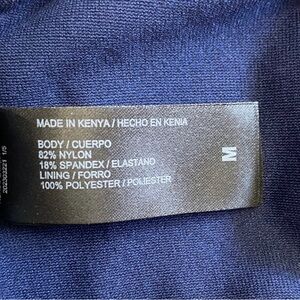 MADE IN KENYA / HECHO EN KENIA
BODY / CUERPO
82% NYLON
18% SPANDEX / ELASTANO
LINING / FORRO
100% POLYESTER / POLIESTER
M